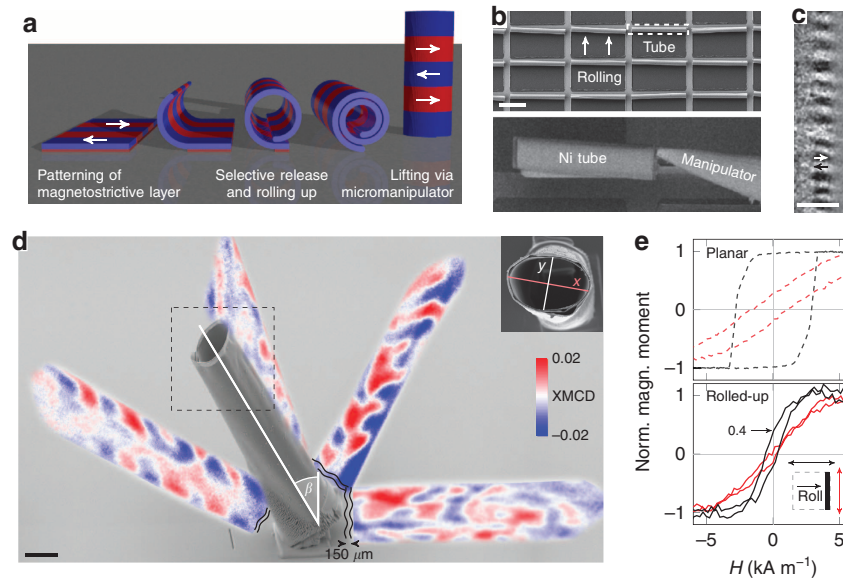 a
Patterning of
magnetostrictive layer
Selective release
and rolling up
Lifting via
micromanipulator
b
Tube
Rolling
Ni tube
Manipulator
c
d
y
x
0.02
XMCD
–0.02
β
150 μm
e
1
Planar
0
–1
Norm. magn. moment
1
Rolled-up
0.4
0
Roll
–1
–5
0
5
H (kA m⁻¹)